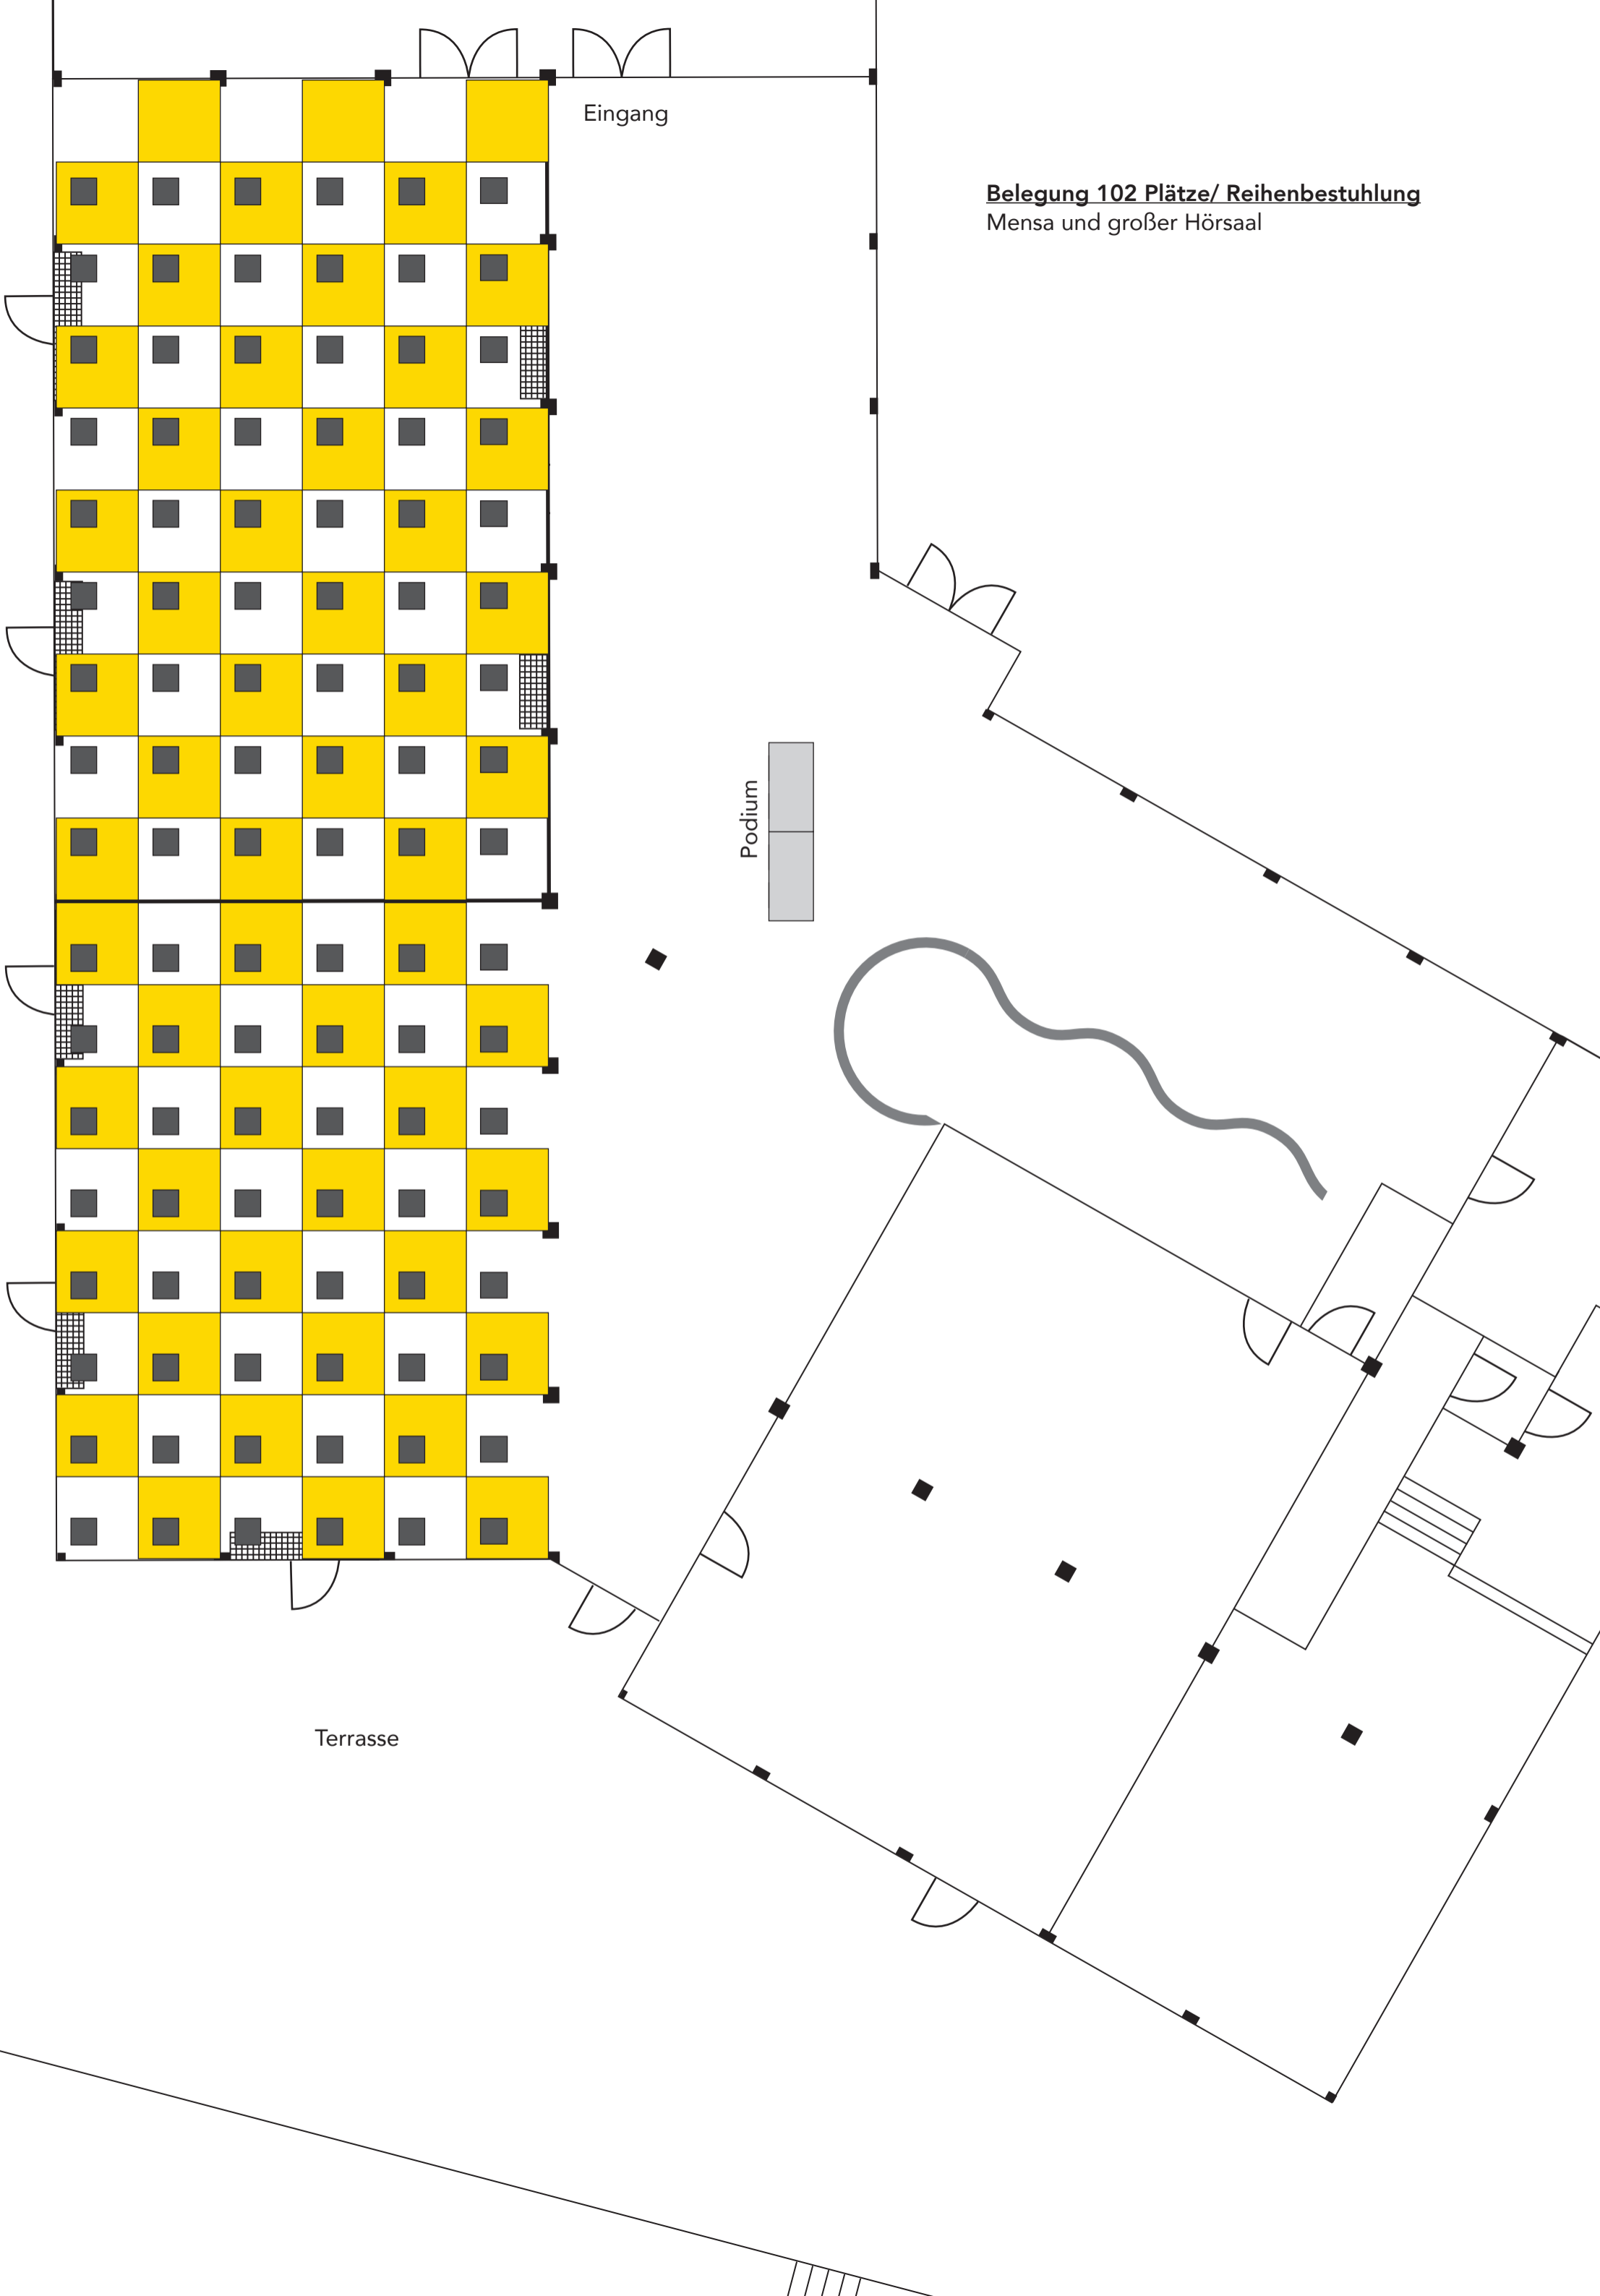 Eingang
Belegung 102 Plätze/ Reihenbestuhlung
Mensa und großer Hörsaal
Podium
Terrasse